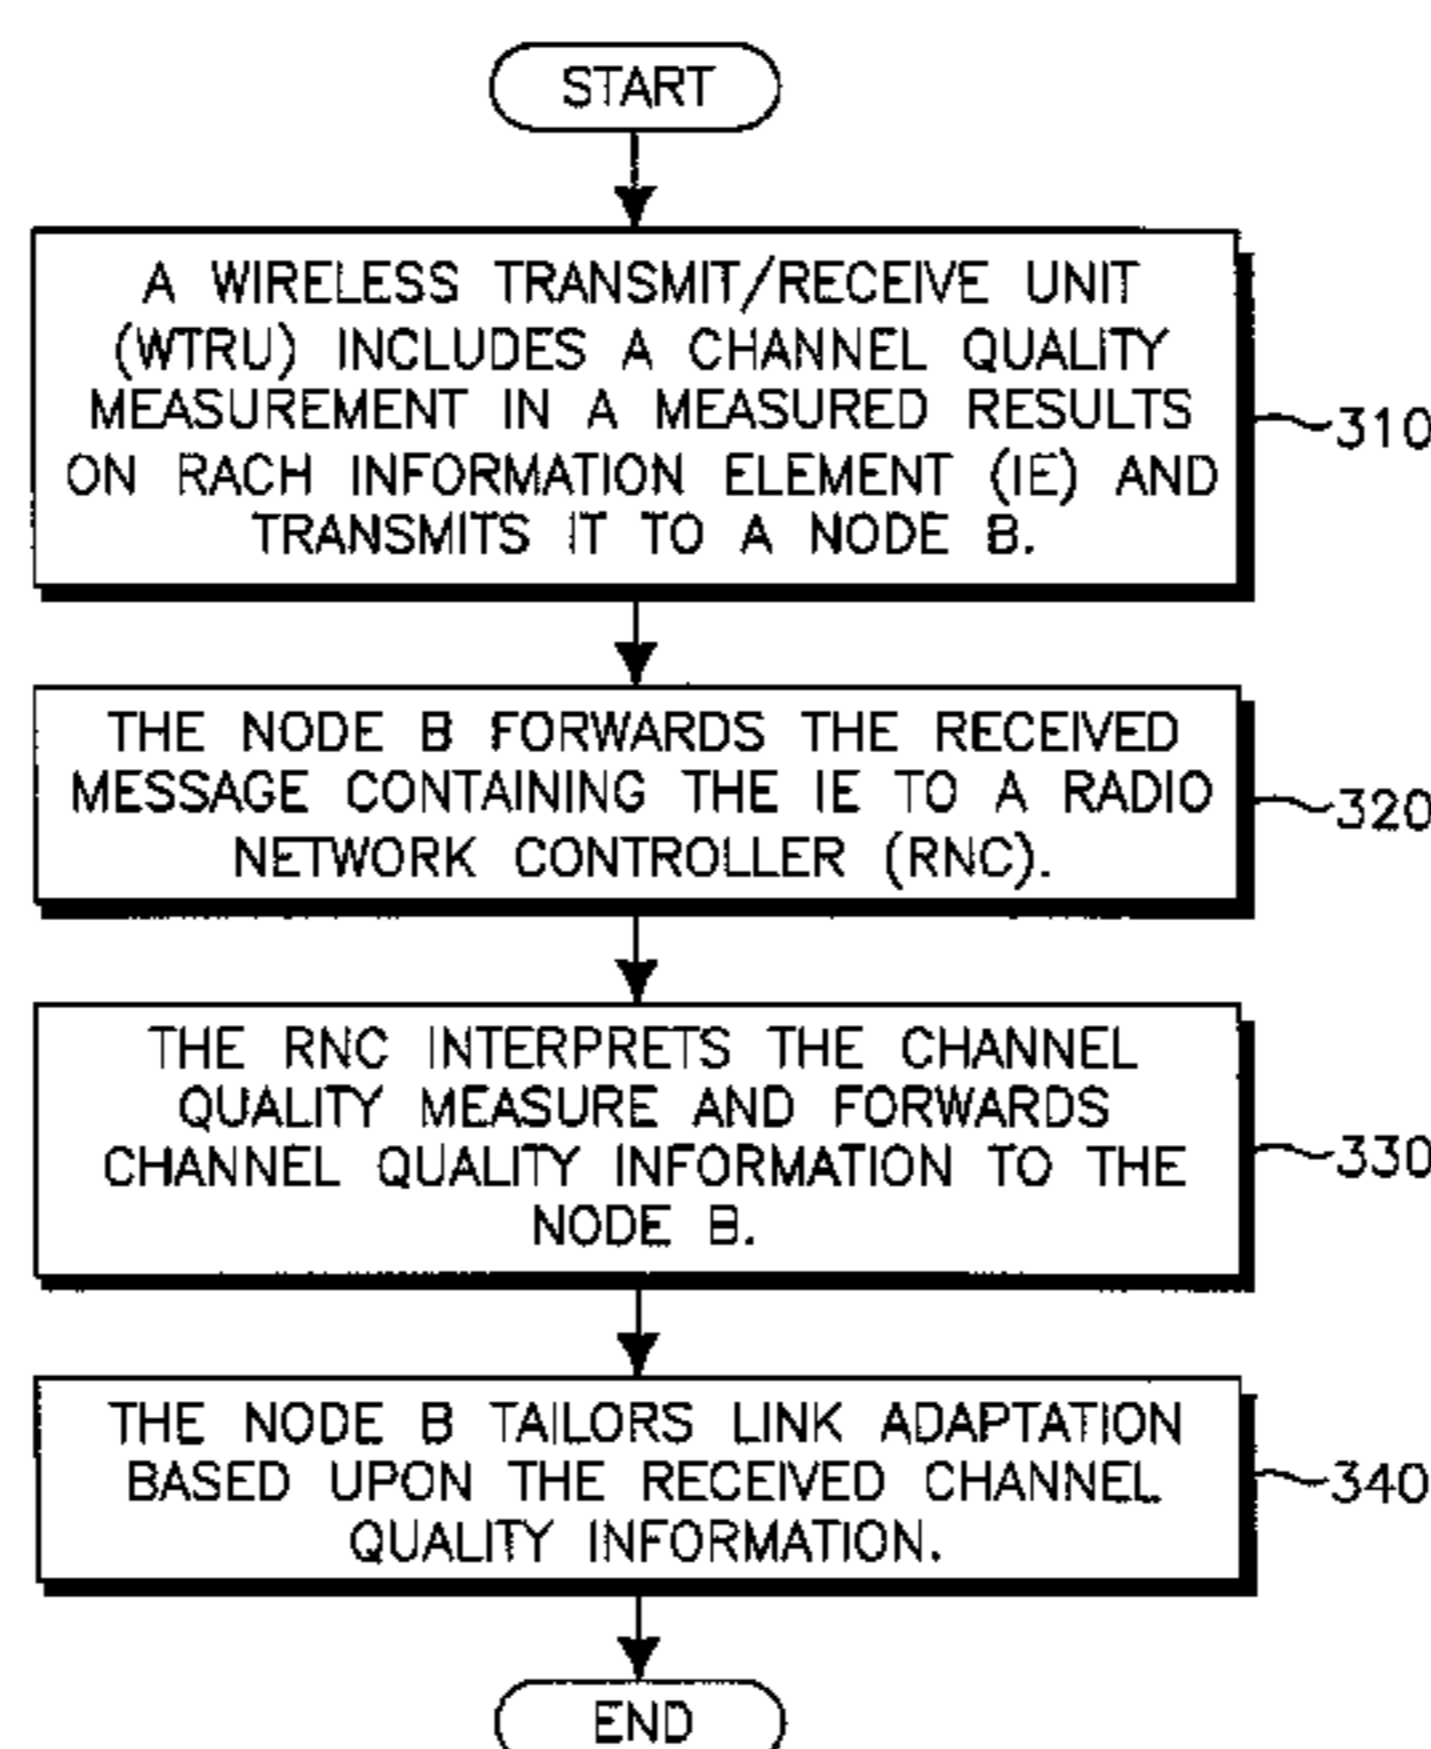 START
A WIRELESS TRANSMIT/RECEIVE UNIT
(WTRU) INCLUDES A CHANNEL QUALITY
MEASUREMENT IN A MEASURED RESULTS
ON RACH INFORMATION ELEMENT (IE) AND
TRANSMITS IT TO A NODE B.
310
THE NODE B FORWARDS THE RECEIVED
MESSAGE CONTAINING THE IE TO A RADIO
NETWORK CONTROLLER (RNC).
320
THE RNC INTERPRETS THE CHANNEL
QUALITY MEASURE AND FORWARDS
CHANNEL QUALITY INFORMATION TO THE
NODE B.
330
THE NODE B TAILORS LINK ADAPTATION
BASED UPON THE RECEIVED CHANNEL
QUALITY INFORMATION.
340
END